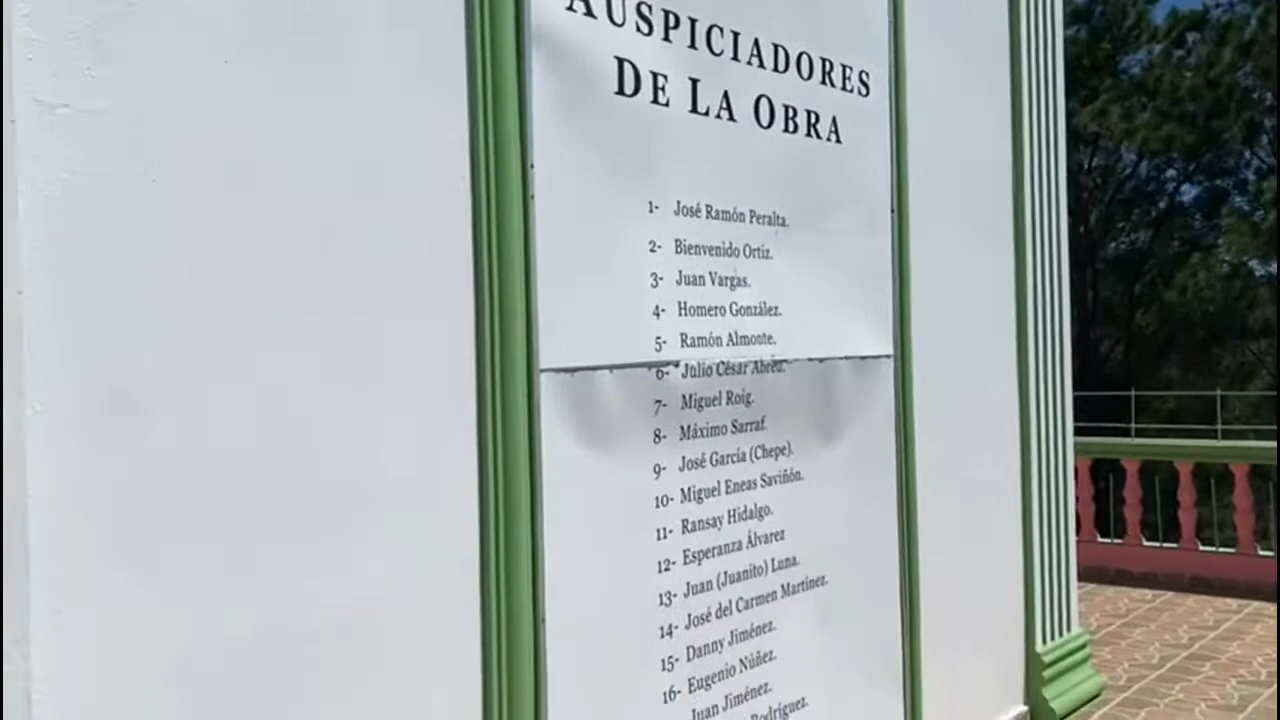 AUSPICIADORES
DE LA OBRA
1- José Ramón Peralta.
2- Bienvenido Ortiz.
3- Juan Vargas.
4- Homero González.
5- Ramón Almonte.
6- Julio César Abreu.
7- Miguel Roig.
8- Máximo Sarraf.
9- José García (Chepe).
10- Miguel Eneas Saviñón.
11- Ransay Hidalgo.
12- Esperanza Álvarez
13- Juan (Juanito) Luna.
14- José del Carmen Martínez.
15- Danny Jiménez.
16- Eugenio Núñez.
Juan Jiménez.
Rodríguez.